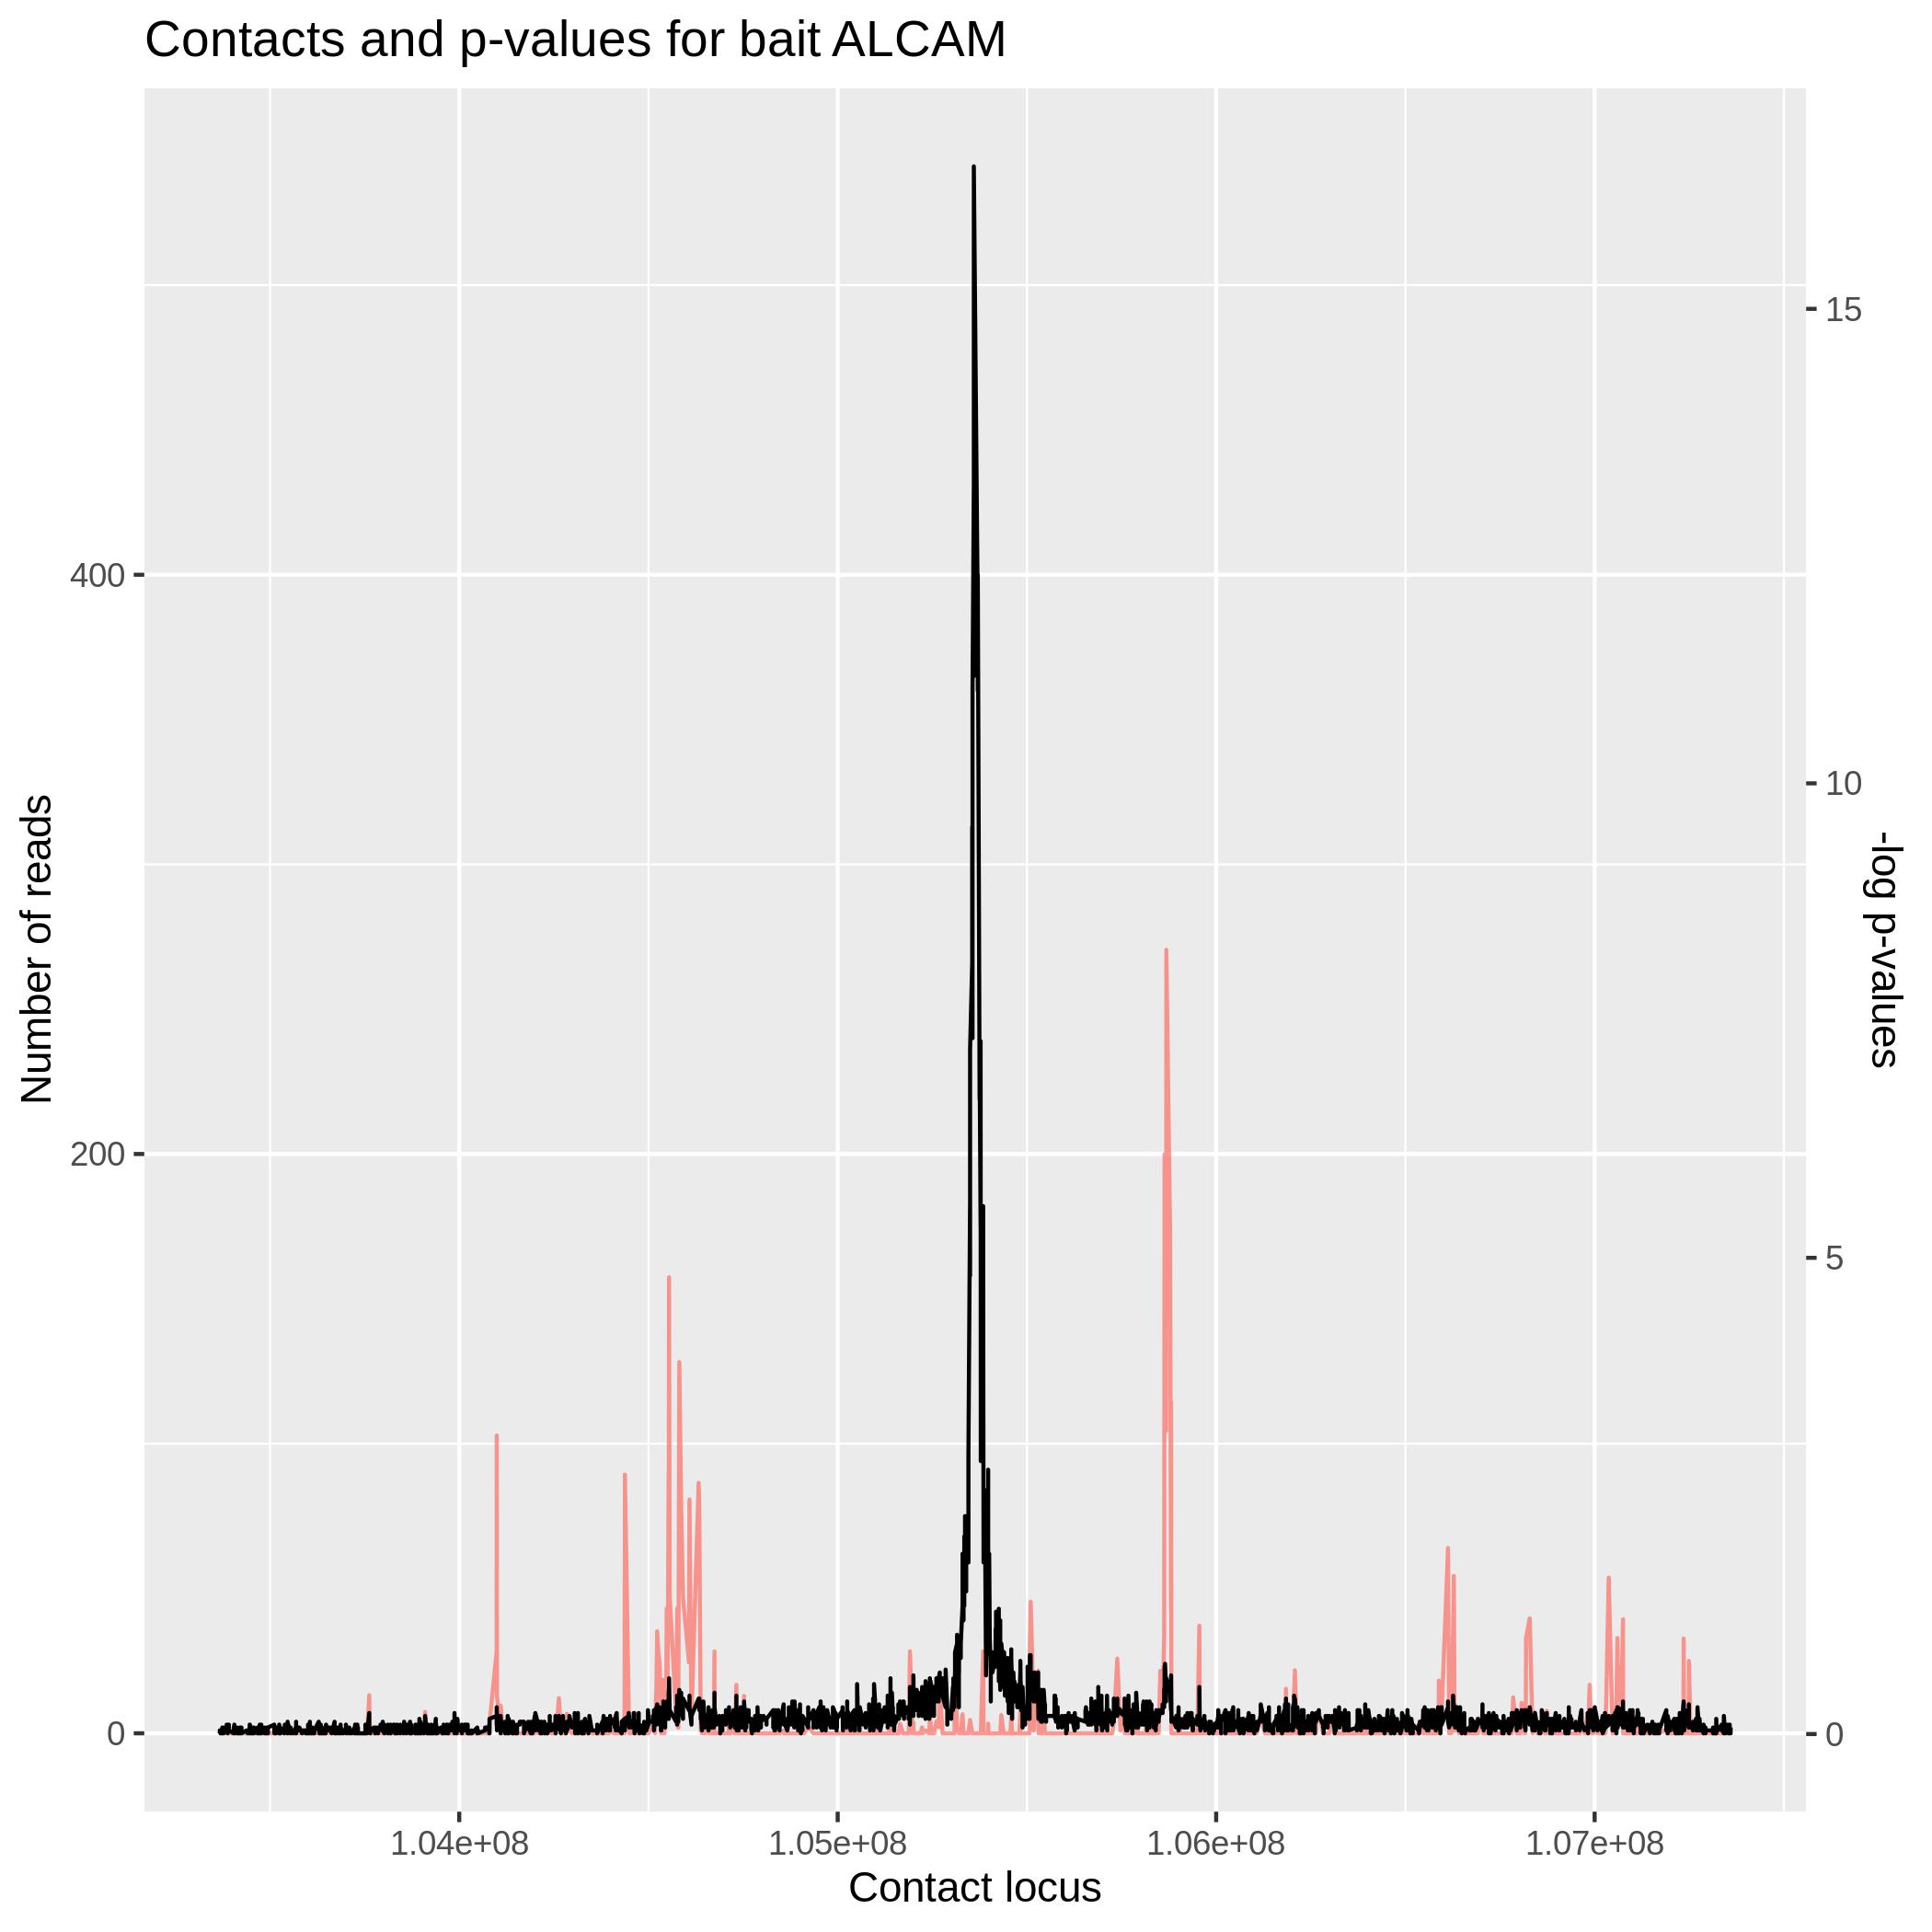 Contacts and p-values for bait ALCAM
Number of reads
400
200
0
15
10
5
0
-log p-values
1.04e+08
1.05e+08
1.06e+08
1.07e+08
Contact locus